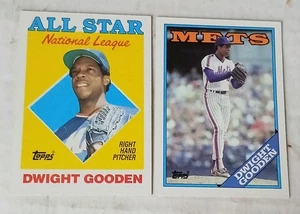 ALL STAR
National League
RIGHT
HAND
PITCHER
Topps
DWIGHT GOODEN
METS
Topps
DWIGHT
GOODEN